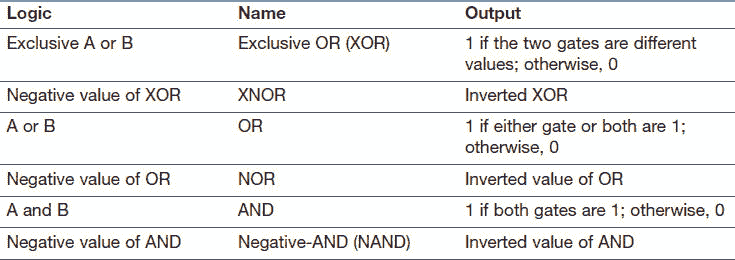 Logic Name Output
Exclusive A or B Exclusive OR (XOR) 1 if the two gates are different
values; otherwise, 0
Negative value of XOR XNOR Inverted XOR
A or B OR 1 if either gate or both are 1;
otherwise, 0
Negative value of OR NOR Inverted value of OR
A and B AND 1 if both gates are 1; otherwise, 0
Negative value of AND Negative-AND (NAND) Inverted value of AND